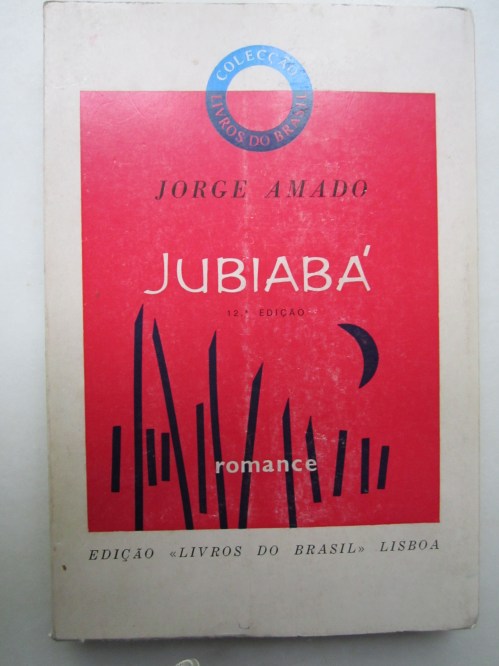 COLECÇÃO
LIVROS DO BRASIL
JORGE AMADO
JUBIABÁ
12.ª EDIÇÃO
romance
EDIÇÃO «LIVROS DO BRASIL» LISBOA